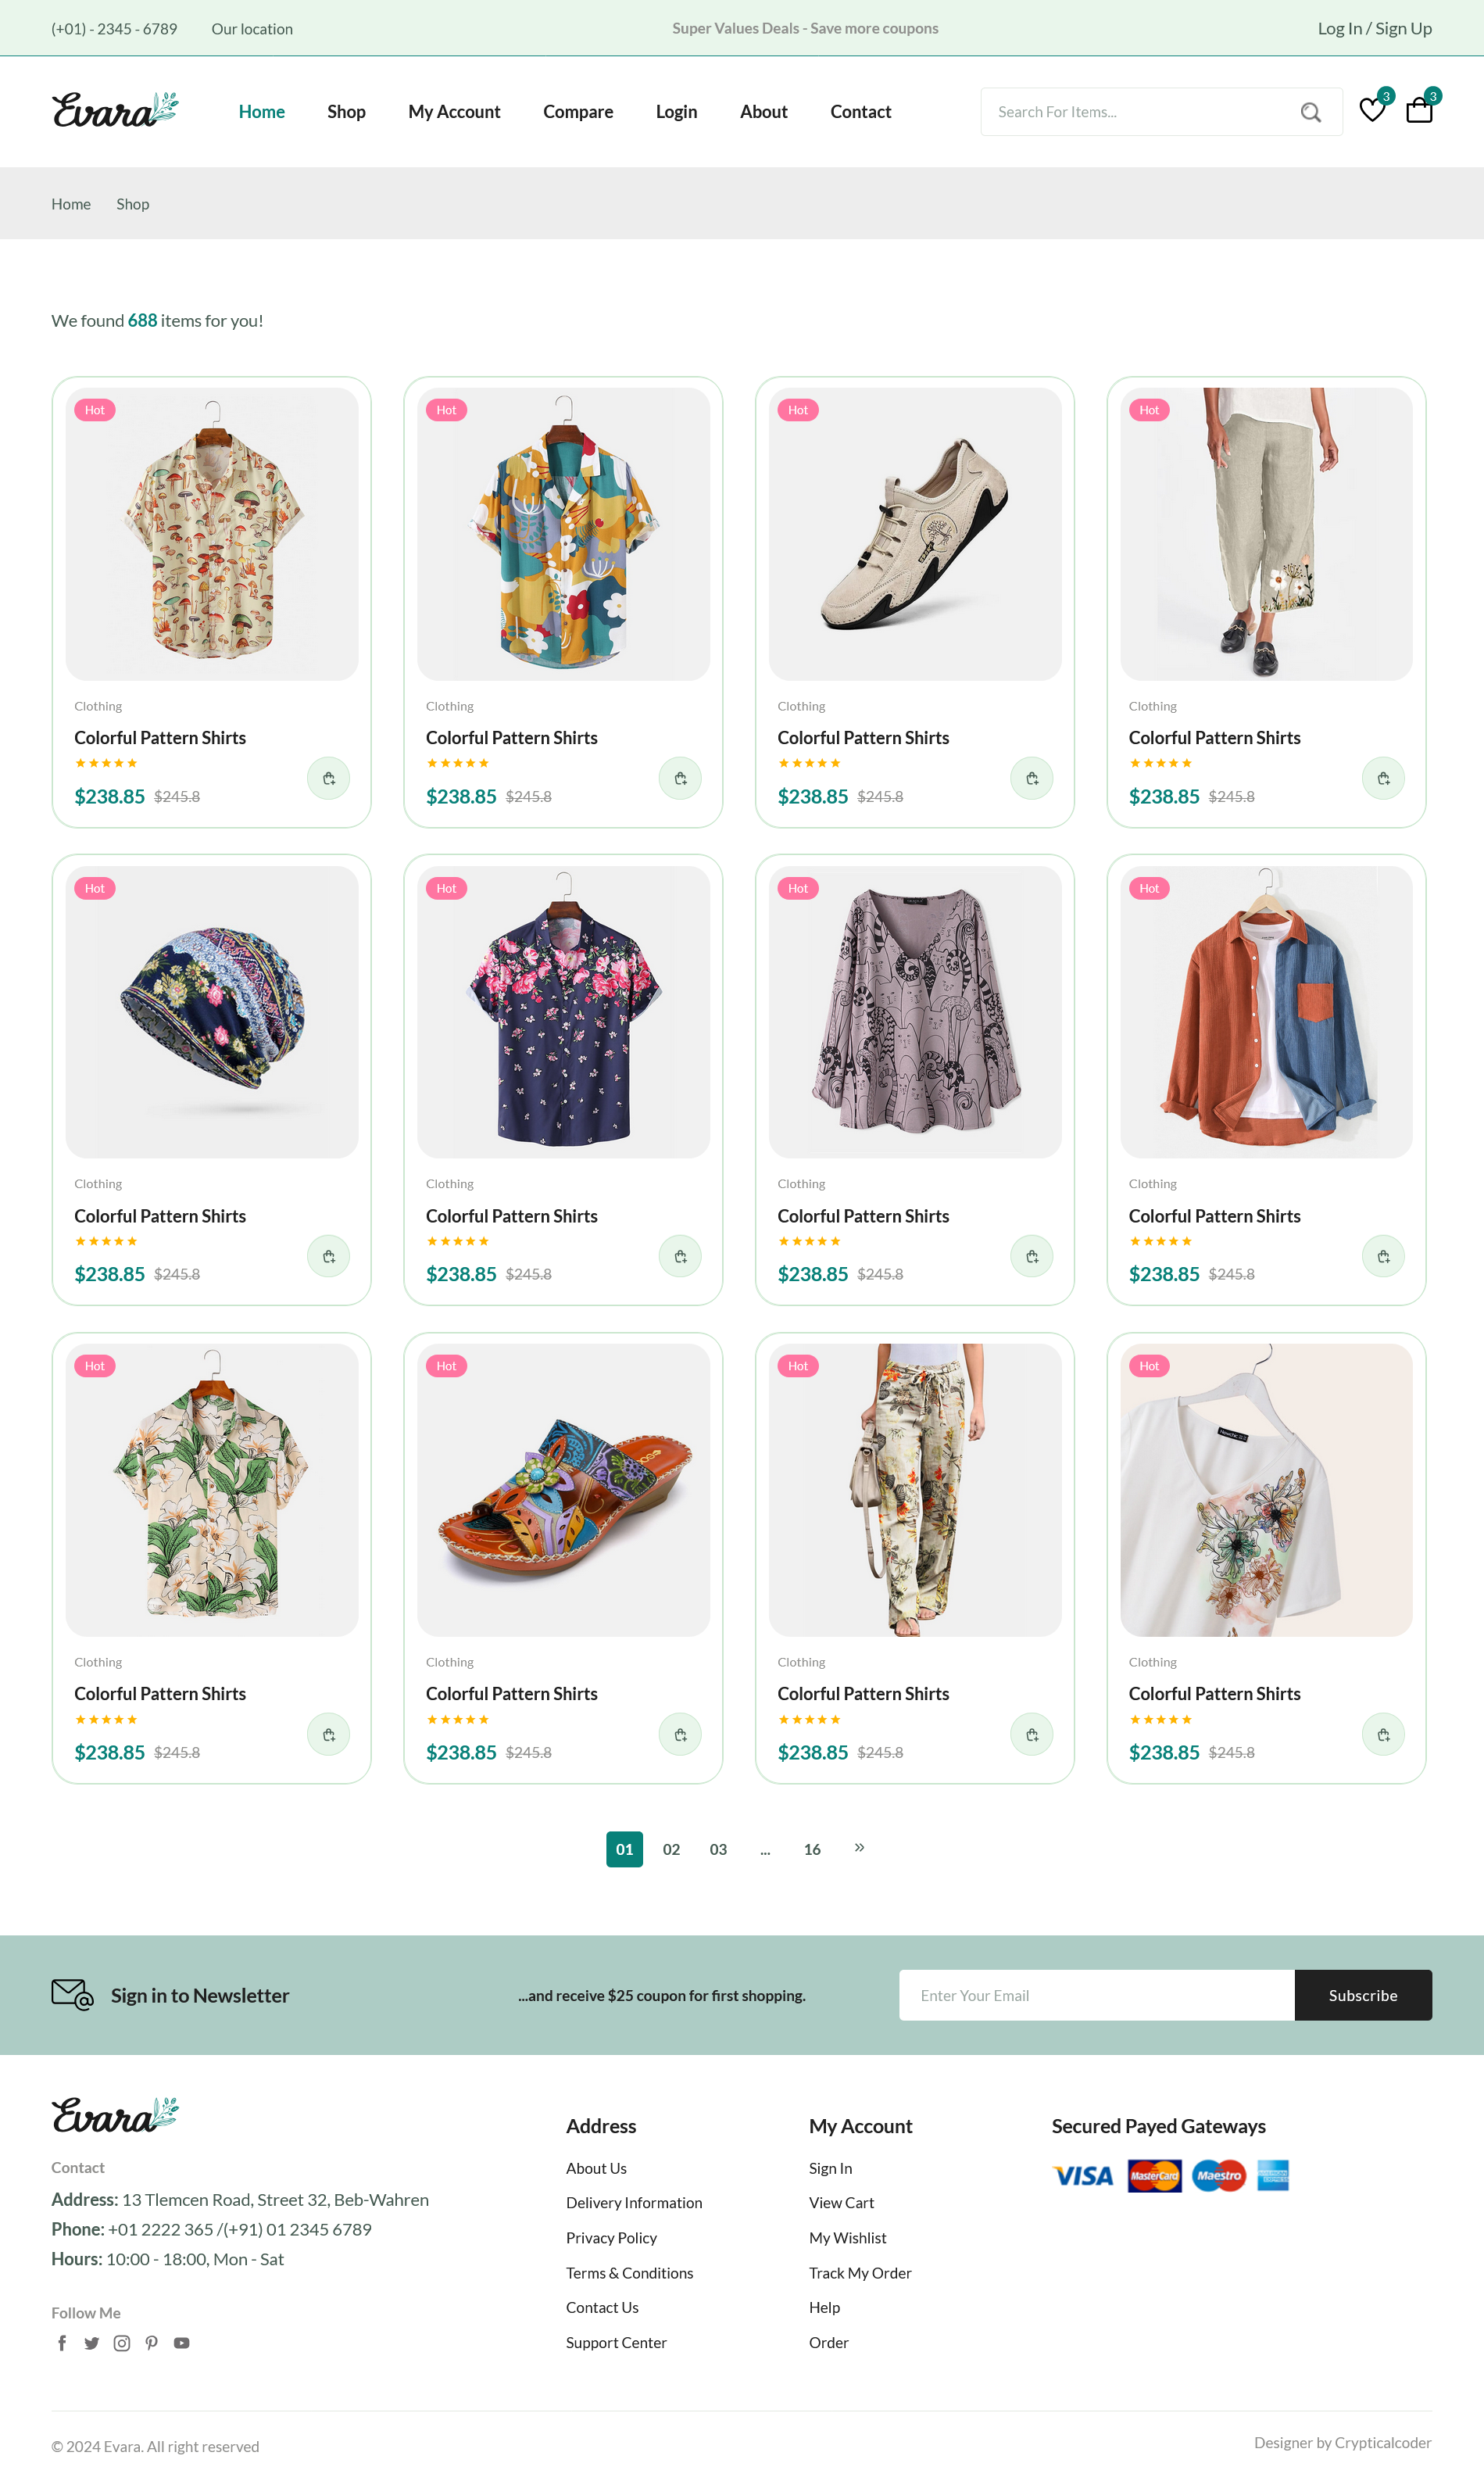 (+01) - 2345 - 6789 Our location Super Values Deals - Save more coupons Log In / Sign Up
Evara Home Shop My Account Compare Login About Contact Search For Items... 3 3
Home Shop
We found 688 items for you!
Hot Hot Hot Hot
Clothing Clothing Clothing Clothing
Colorful Pattern Shirts Colorful Pattern Shirts Colorful Pattern Shirts Colorful Pattern Shirts
$238.85 $245.8 $238.85 $245.8 $238.85 $245.8 $238.85 $245.8
Hot Hot Hot Hot
Clothing Clothing Clothing Clothing
Colorful Pattern Shirts Colorful Pattern Shirts Colorful Pattern Shirts Colorful Pattern Shirts
$238.85 $245.8 $238.85 $245.8 $238.85 $245.8 $238.85 $245.8
Hot Hot Hot Hot
Clothing Clothing Clothing Clothing
Colorful Pattern Shirts Colorful Pattern Shirts Colorful Pattern Shirts Colorful Pattern Shirts
$238.85 $245.8 $238.85 $245.8 $238.85 $245.8 $238.85 $245.8
01 02 03 ... 16 »
Sign in to Newsletter ...and receive $25 coupon for first shopping. Enter Your Email Subscribe
Evara
Contact
Address: 13 Tlemcen Road, Street 32, Beb-Wahren
Phone: +01 2222 365 /(+91) 01 2345 6789
Hours: 10:00 - 18:00, Mon - Sat
Follow Me
Address
About Us
Delivery Information
Privacy Policy
Terms & Conditions
Contact Us
Support Center
My Account
Sign In
View Cart
My Wishlist
Track My Order
Help
Order
Secured Payed Gateways
VISA MasterCard Maestro
© 2024 Evara. All right reserved Designer by Crypticalcoder